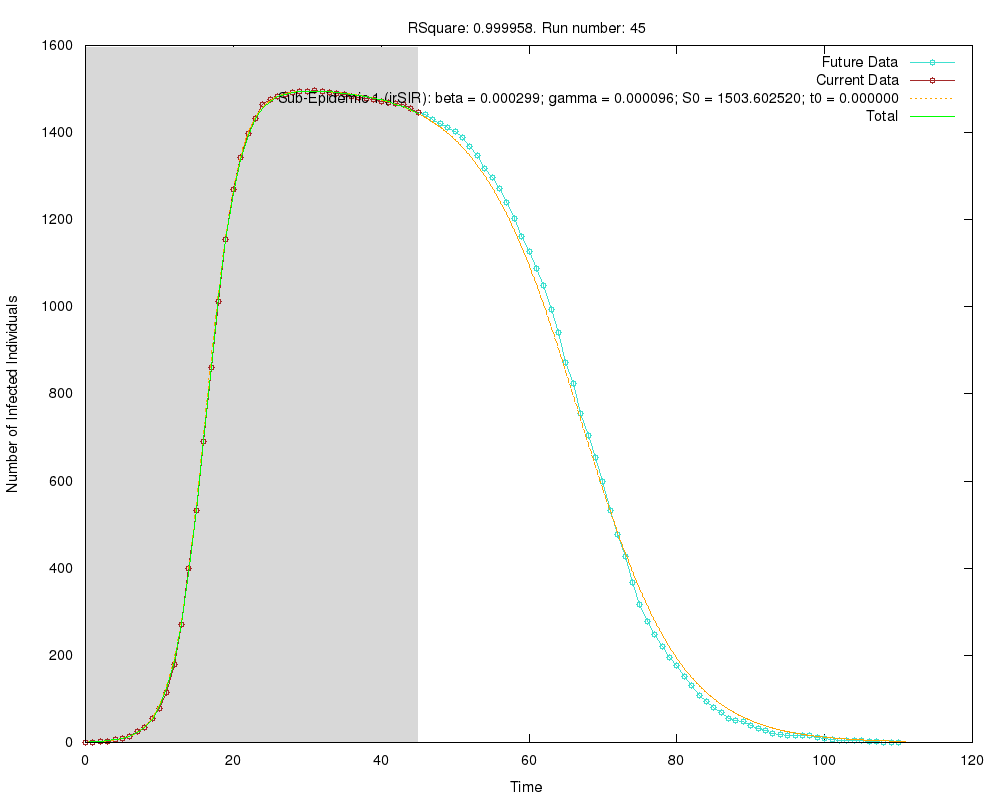 RSquare: 0.999958. Run number: 45
1600
1400
1200
1000
800
600
400
200
0
Number of Infected Individuals
Future Data
Current Data
Sub-Epidemic 1 (irSIR): beta = 0.000299; gamma = 0.000096; S0 = 1503.602520; t0 = 0.000000
Total
0 20 40 60 80 100 120
Time